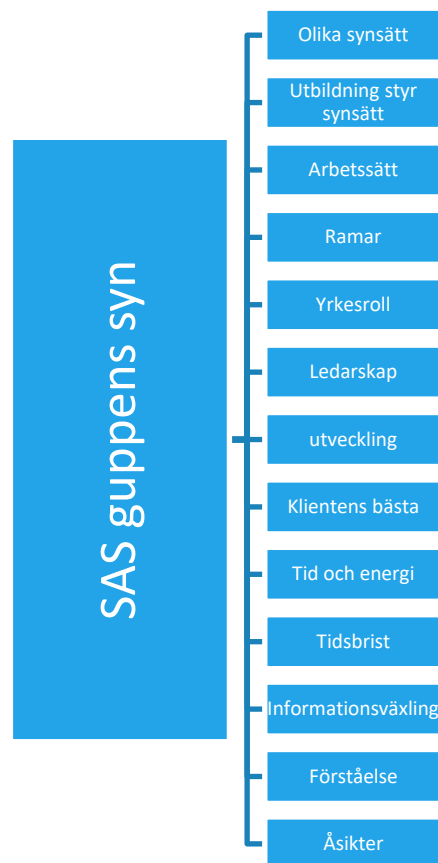 SAS guppens syn
Olika synsätt
Utbildning styr
synsätt
Arbetssätt
Ramar
Yrkesroll
Ledarskap
utveckling
Klientens bästa
Tid och energi
Tidsbrist
Informationsväxling
Förståelse
Åsikter